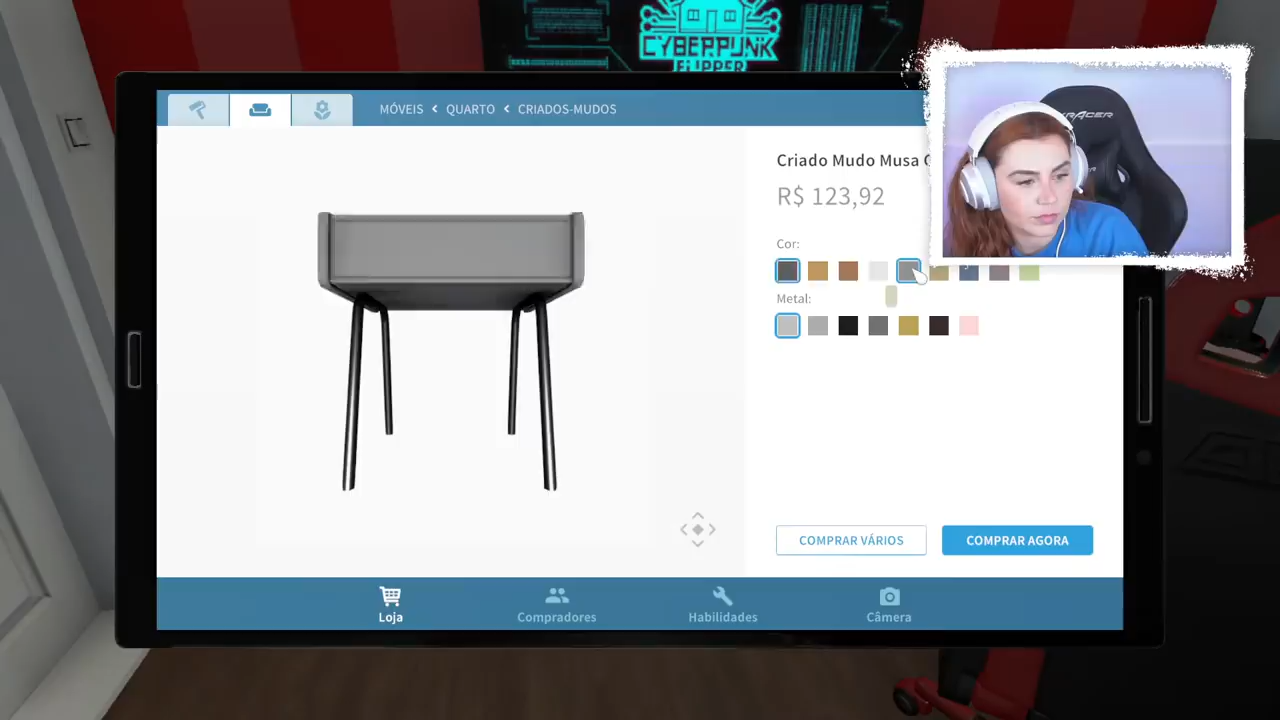 CYBERPUNK
FLIPPER
MÓVEIS < QUARTO < CRIADOS-MUDOS
Criado Mudo Musa
R$ 123,92
Cor:
Metal:
COMPRAR VÁRIOS
COMPRAR AGORA
Loja
Compradores
Habilidades
Câmera